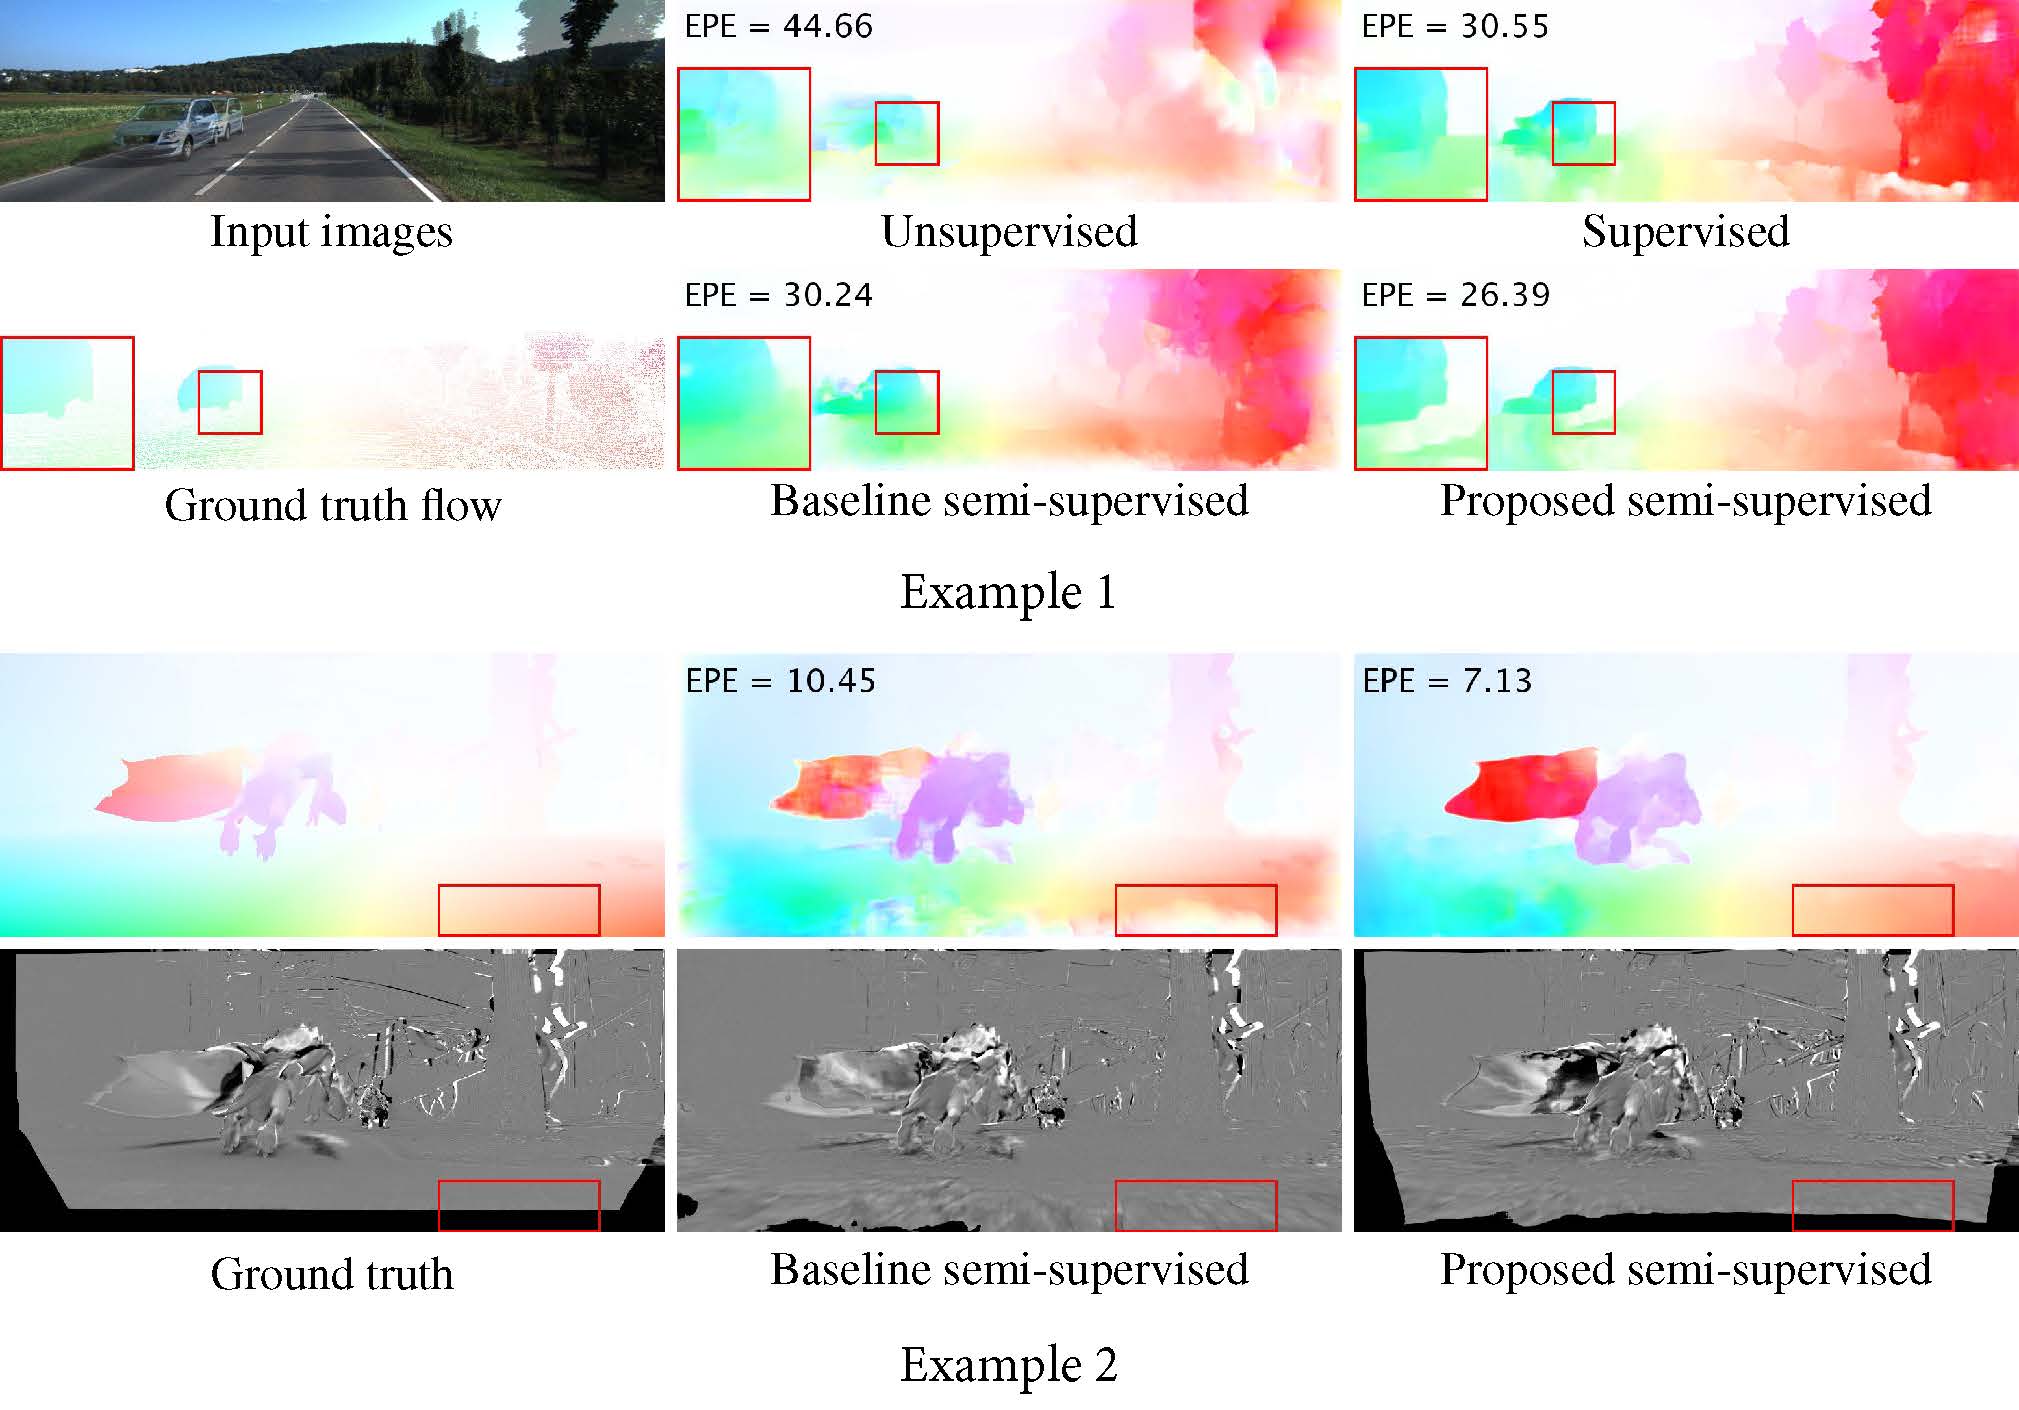 EPE = 44.66
EPE = 30.55
Input images
Unsupervised
Supervised
EPE = 30.24
EPE = 26.39
Ground truth flow
Baseline semi-supervised
Proposed semi-supervised
Example 1
EPE = 10.45
EPE = 7.13
Ground truth
Baseline semi-supervised
Proposed semi-supervised
Example 2